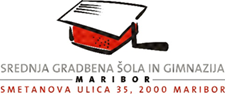 SREDNJA GRADBENA ŠOLA IN GIMNAZIJA
MARIBOR
SMETANOVA ULICA 35, 2000 MARIBOR